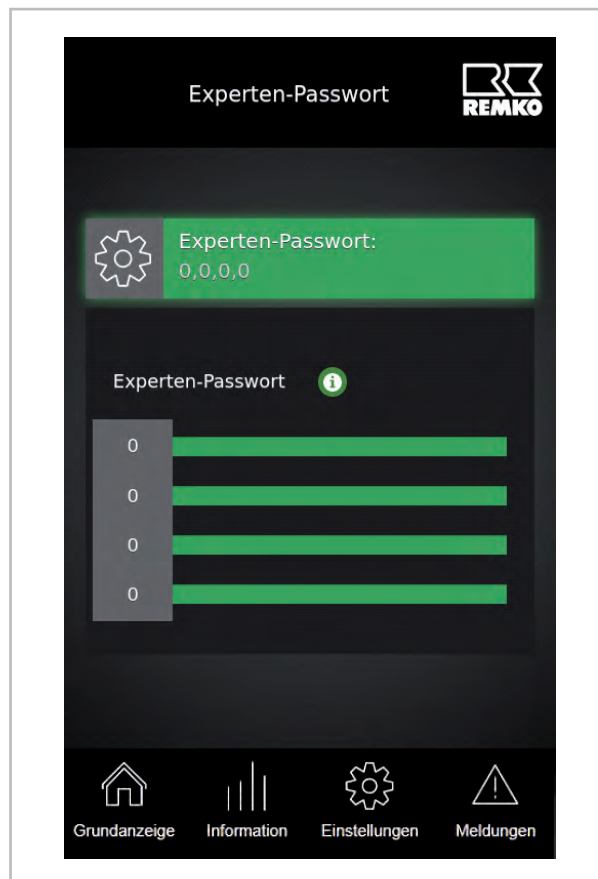 Experten-Passwort
REMKO
Experten-Passwort:
0,0,0,0
Experten-Passwort i
0
0
0
0
Grundanzeige Information Einstellungen Meldungen